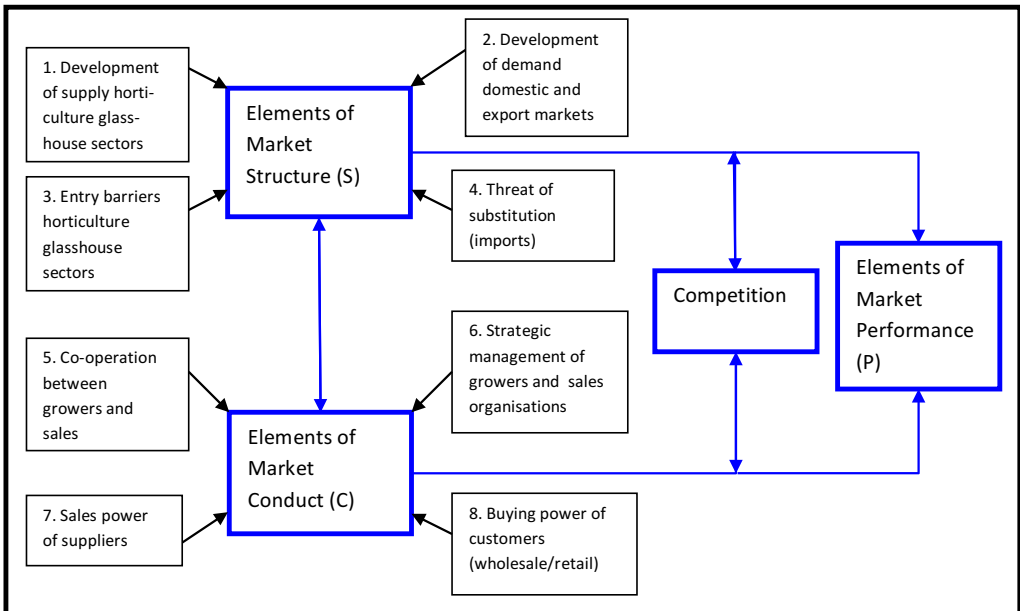 1. Development
of supply horti-
culture glass-
house sectors
2. Development
of demand
domestic and
export markets
Elements of
Market
Structure (S)
3. Entry barriers
horticulture
glasshouse
sectors
4. Threat of
substitution
(imports)
Competition
Elements of
Market
Performance
(P)
5. Co-operation
between
growers and
sales
6. Strategic
management of
growers and sales
organisations
Elements of
Market
Conduct (C)
7. Sales power
of suppliers
8. Buying power of
customers
(wholesale/retail)